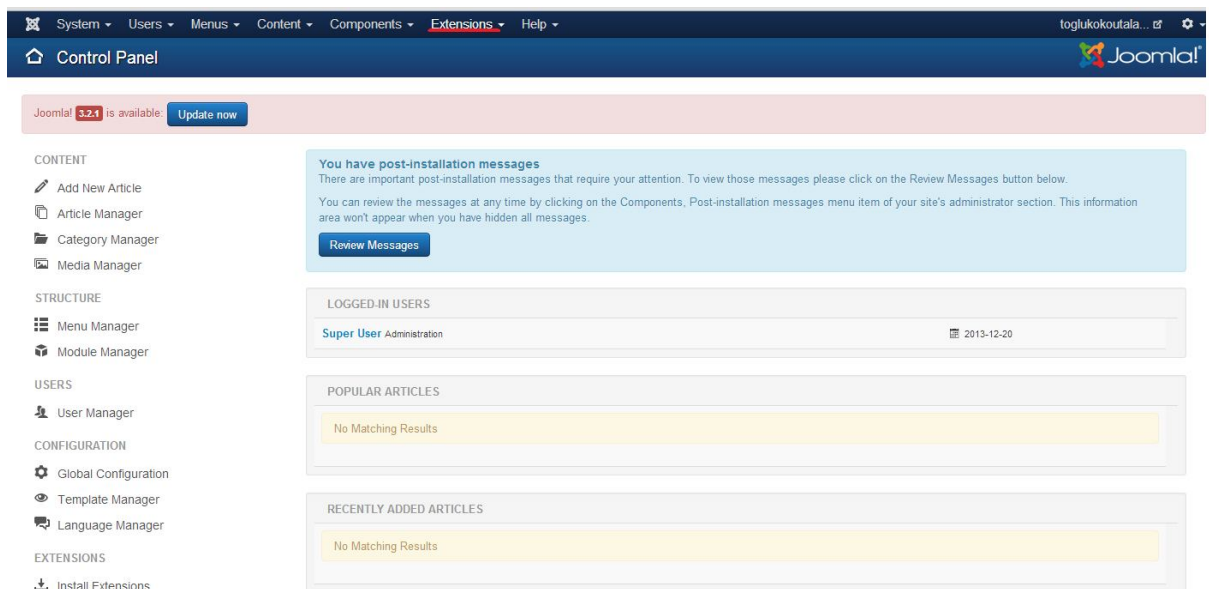 System Users Menus Content Components Extensions Help toglukokoutala...
Control Panel Joomla!
Joomla! 3.2.1 is available: Update now
CONTENT
Add New Article
Article Manager
Category Manager
Media Manager
STRUCTURE
Menu Manager
Module Manager
USERS
User Manager
CONFIGURATION
Global Configuration
Template Manager
Language Manager
EXTENSIONS
Install Extensions
You have post-installation messages
There are important post-installation messages that require your attention. To view those messages please click on the Review Messages button below.
You can review the messages at any time by clicking on the Components, Post-installation messages menu item of your site's administrator section. This information
area won't appear when you have hidden all messages.
Review Messages
LOGGED-IN USERS
Super User Administration 2013-12-20
POPULAR ARTICLES
No Matching Results
RECENTLY ADDED ARTICLES
No Matching Results